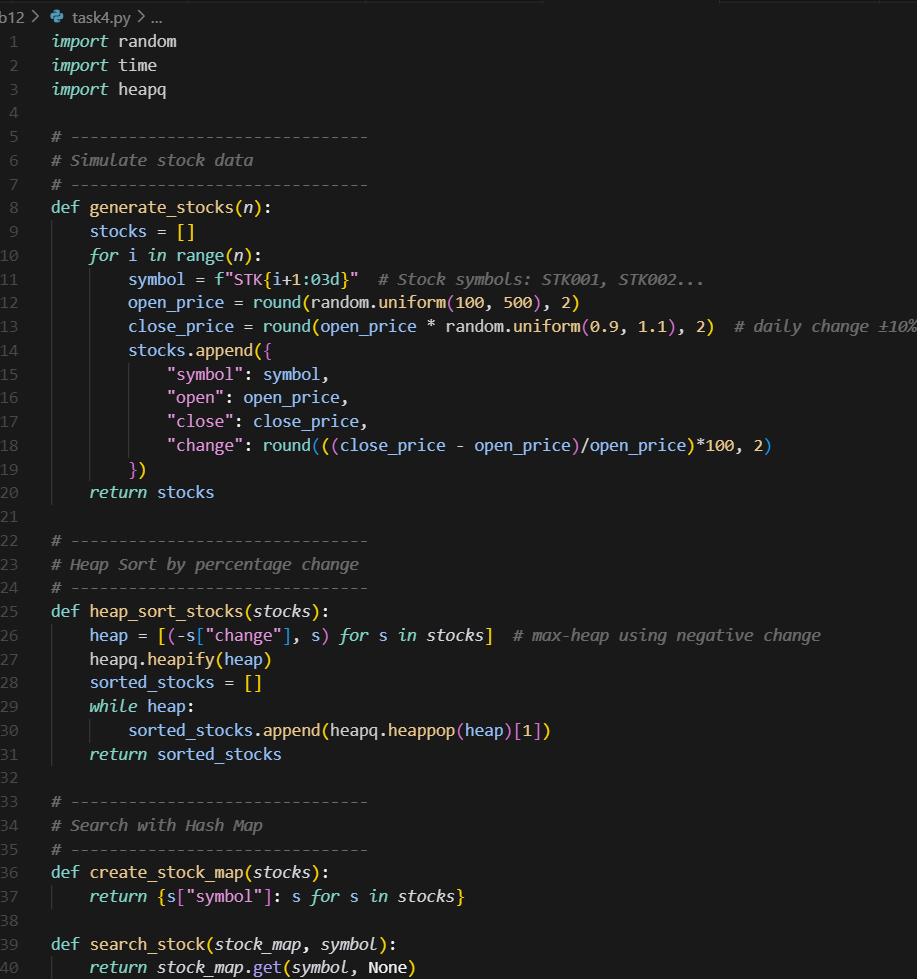 b12 > task4.py > ...
1 import random
2 import time
3 import heapq
4
5 # -------------------------------
6 # Simulate stock data
7 # -------------------------------
8 def generate_stocks(n):
9     stocks = []
10     for i in range(n):
11         symbol = f"STK{i+1:03d}"  # Stock symbols: STK001, STK002...
12         open_price = round(random.uniform(100, 500), 2)
13         close_price = round(open_price * random.uniform(0.9, 1.1), 2)  # daily change ±10%
14         stocks.append({
15             "symbol": symbol,
16             "open": open_price,
17             "close": close_price,
18             "change": round(((close_price - open_price)/open_price)*100, 2)
19         })
20     return stocks
21
22 # -------------------------------
23 # Heap Sort by percentage change
24 # -------------------------------
25 def heap_sort_stocks(stocks):
26     heap = [(-s["change"], s) for s in stocks]  # max-heap using negative change
27     heapq.heapify(heap)
28     sorted_stocks = []
29     while heap:
30         sorted_stocks.append(heapq.heappop(heap)[1])
31     return sorted_stocks
32
33 # -------------------------------
34 # Search with Hash Map
35 # -------------------------------
36 def create_stock_map(stocks):
37     return {s["symbol"]: s for s in stocks}
38
39 def search_stock(stock_map, symbol):
40     return stock_map.get(symbol, None)